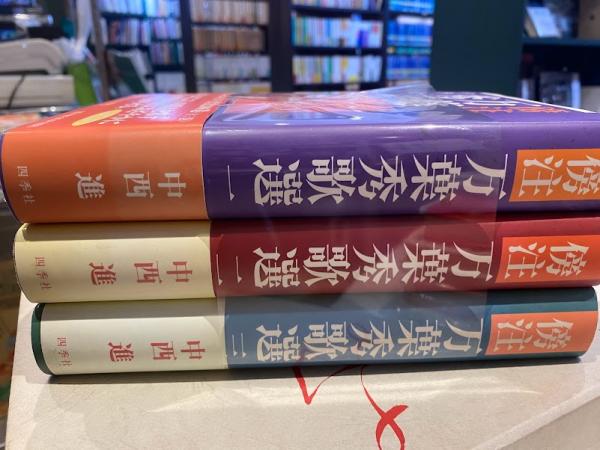 傍注 万葉秀歌選 一 中西進 四季社
傍注 万葉秀歌選 二 中西進 四季社
傍注 万葉秀歌選 三 中西進 四季社